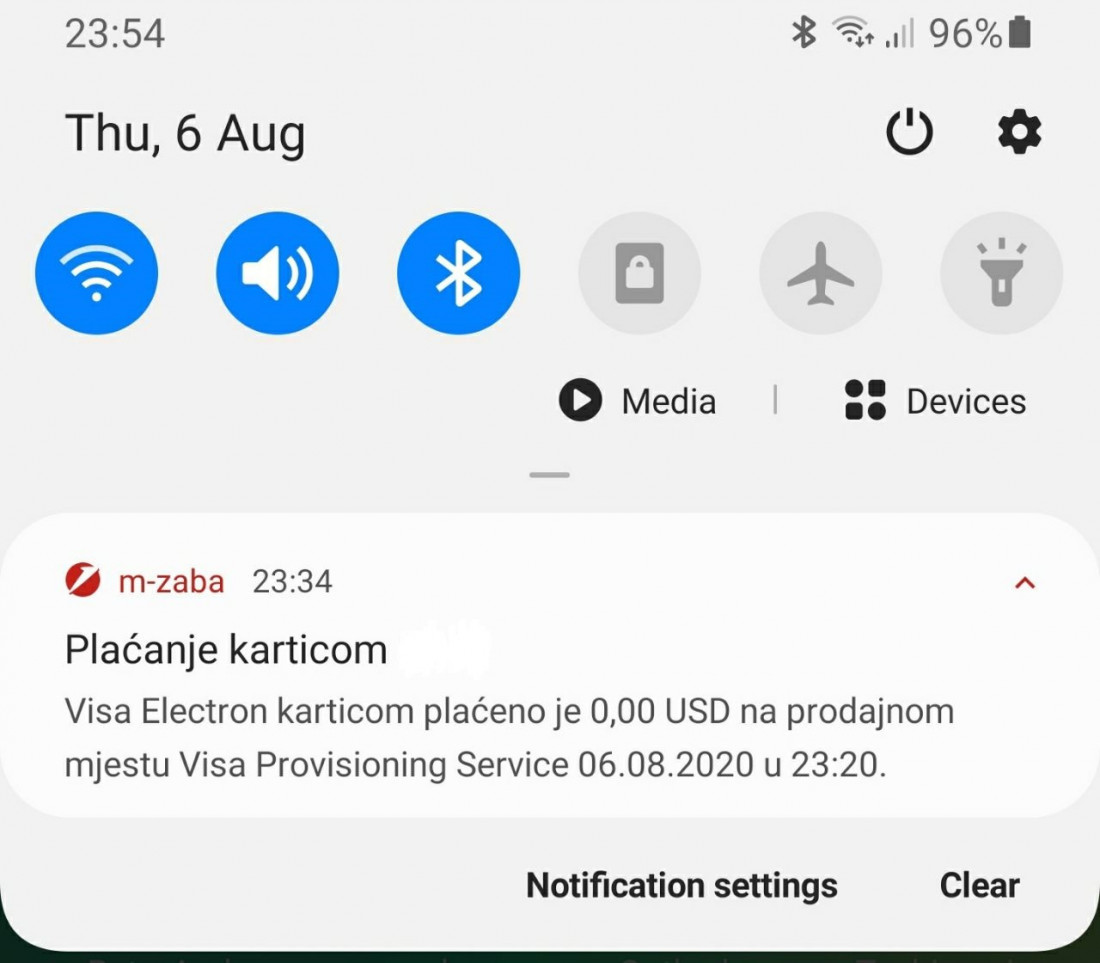 23:54 96%
Thu, 6 Aug
Media | Devices
m-zaba 23:34
Plaćanje karticom
Visa Electron karticom plaćeno je 0,00 USD na prodajnom
mjestu Visa Provisioning Service 06.08.2020 u 23:20.
Notification settings Clear